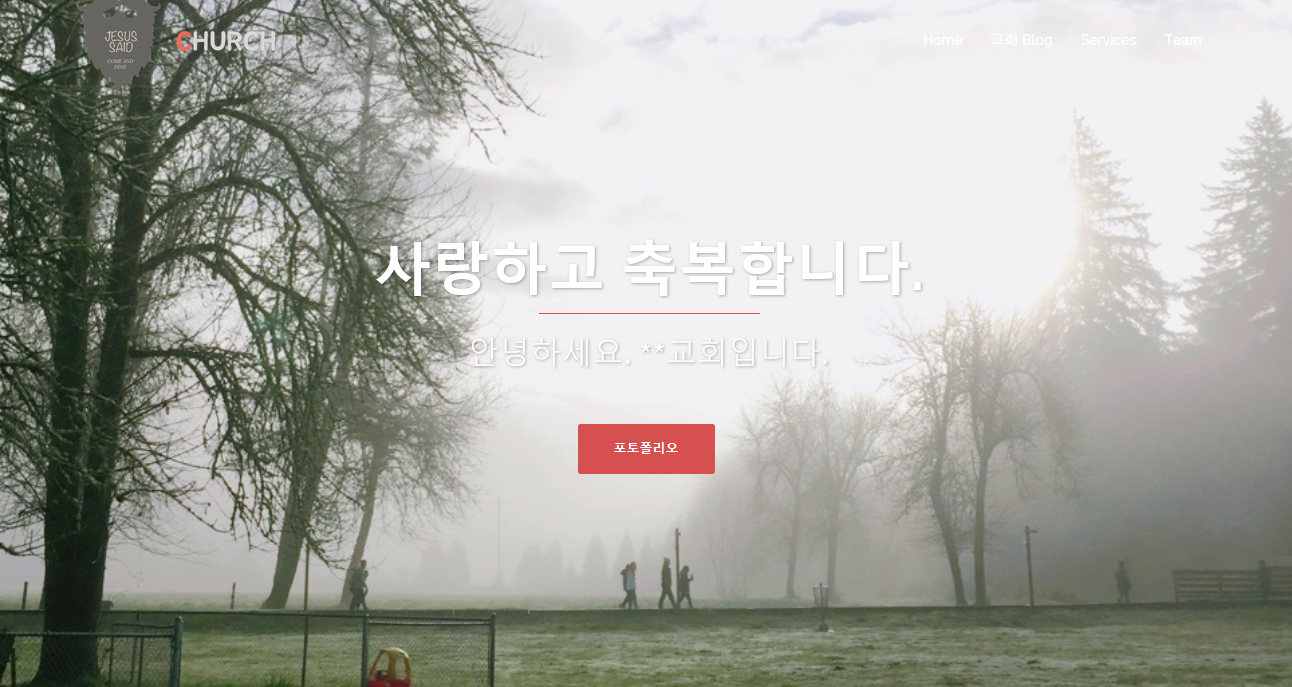 JESUS
SAID
COME AND
DINE
CHURCH
Home 교회 Blog Services Team
사랑하고 축복합니다.
안녕하세요. **교회입니다.
포토폴리오